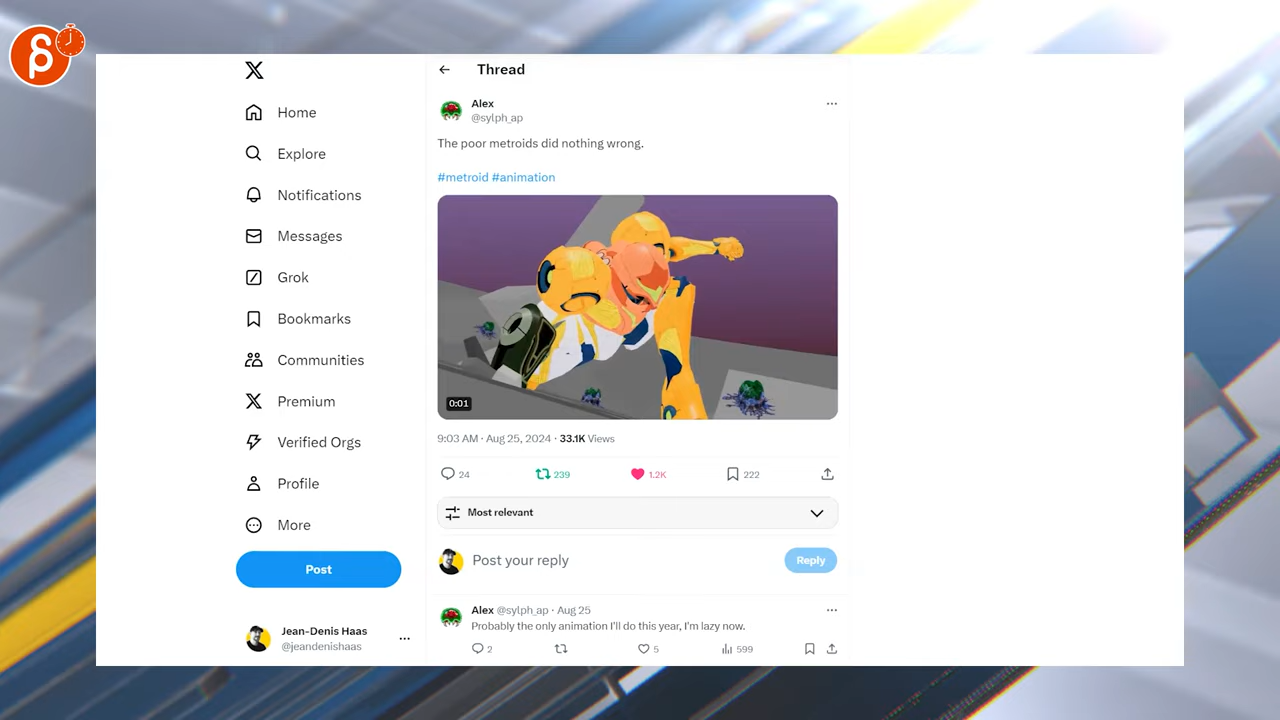 Thread
Alex
@sylph_ap
The poor metroids did nothing wrong.
#metroid #animation
0:01
9:03 AM · Aug 25, 2024 · 33.1K Views
24
239
1.2K
222
Most relevant
Post your reply
Reply
Alex @sylph_ap · Aug 25
Probably the only animation I'll do this year, I'm lazy now.
2
5
599
Home
Explore
Notifications
Messages
Grok
Bookmarks
Communities
Premium
Verified Orgs
Profile
More
Post
Jean-Denis Haas
@jeandenishaas